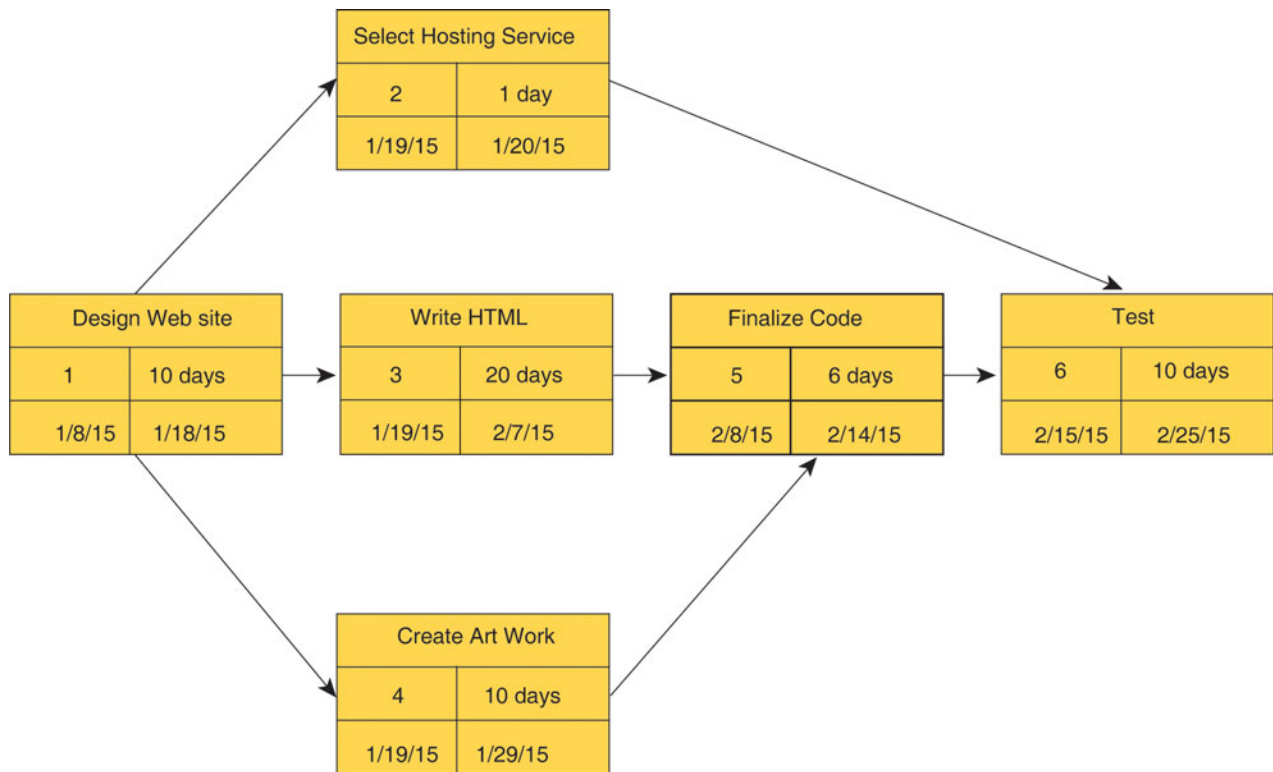 Select Hosting Service
2 1 day
1/19/15 1/20/15
Design Web site
1 10 days
1/8/15 1/18/15
Write HTML
3 20 days
1/19/15 2/7/15
Finalize Code
5 6 days
2/8/15 2/14/15
Test
6 10 days
2/15/15 2/25/15
Create Art Work
4 10 days
1/19/15 1/29/15